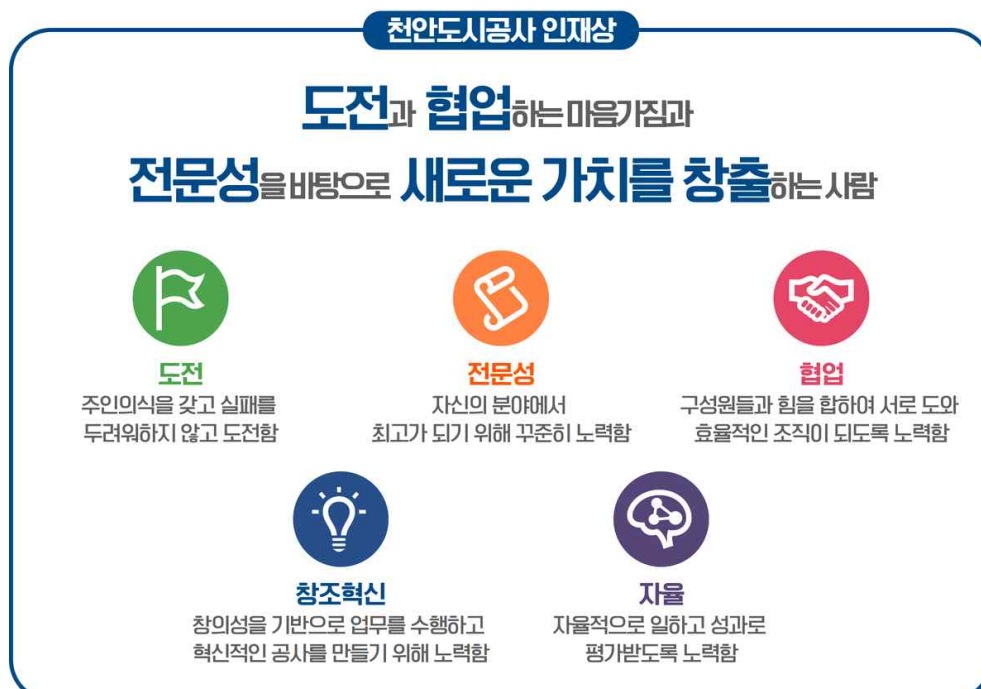 천안도시공사 인재상
도전과 협업하는 마음가짐과
전문성을 바탕으로 새로운 가치를 창출하는 사람
도전
주인의식을 갖고 실패를
두려워하지 않고 도전함
전문성
자신의 분야에서
최고가 되기 위해 꾸준히 노력함
협업
구성원들과 힘을 합하여 서로 도와
효율적인 조직이 되도록 노력함
창조혁신
창의성을 기반으로 업무를 수행하고
혁신적인 공사를 만들기 위해 노력함
자율
자율적으로 일하고 성과로
평가받도록 노력함